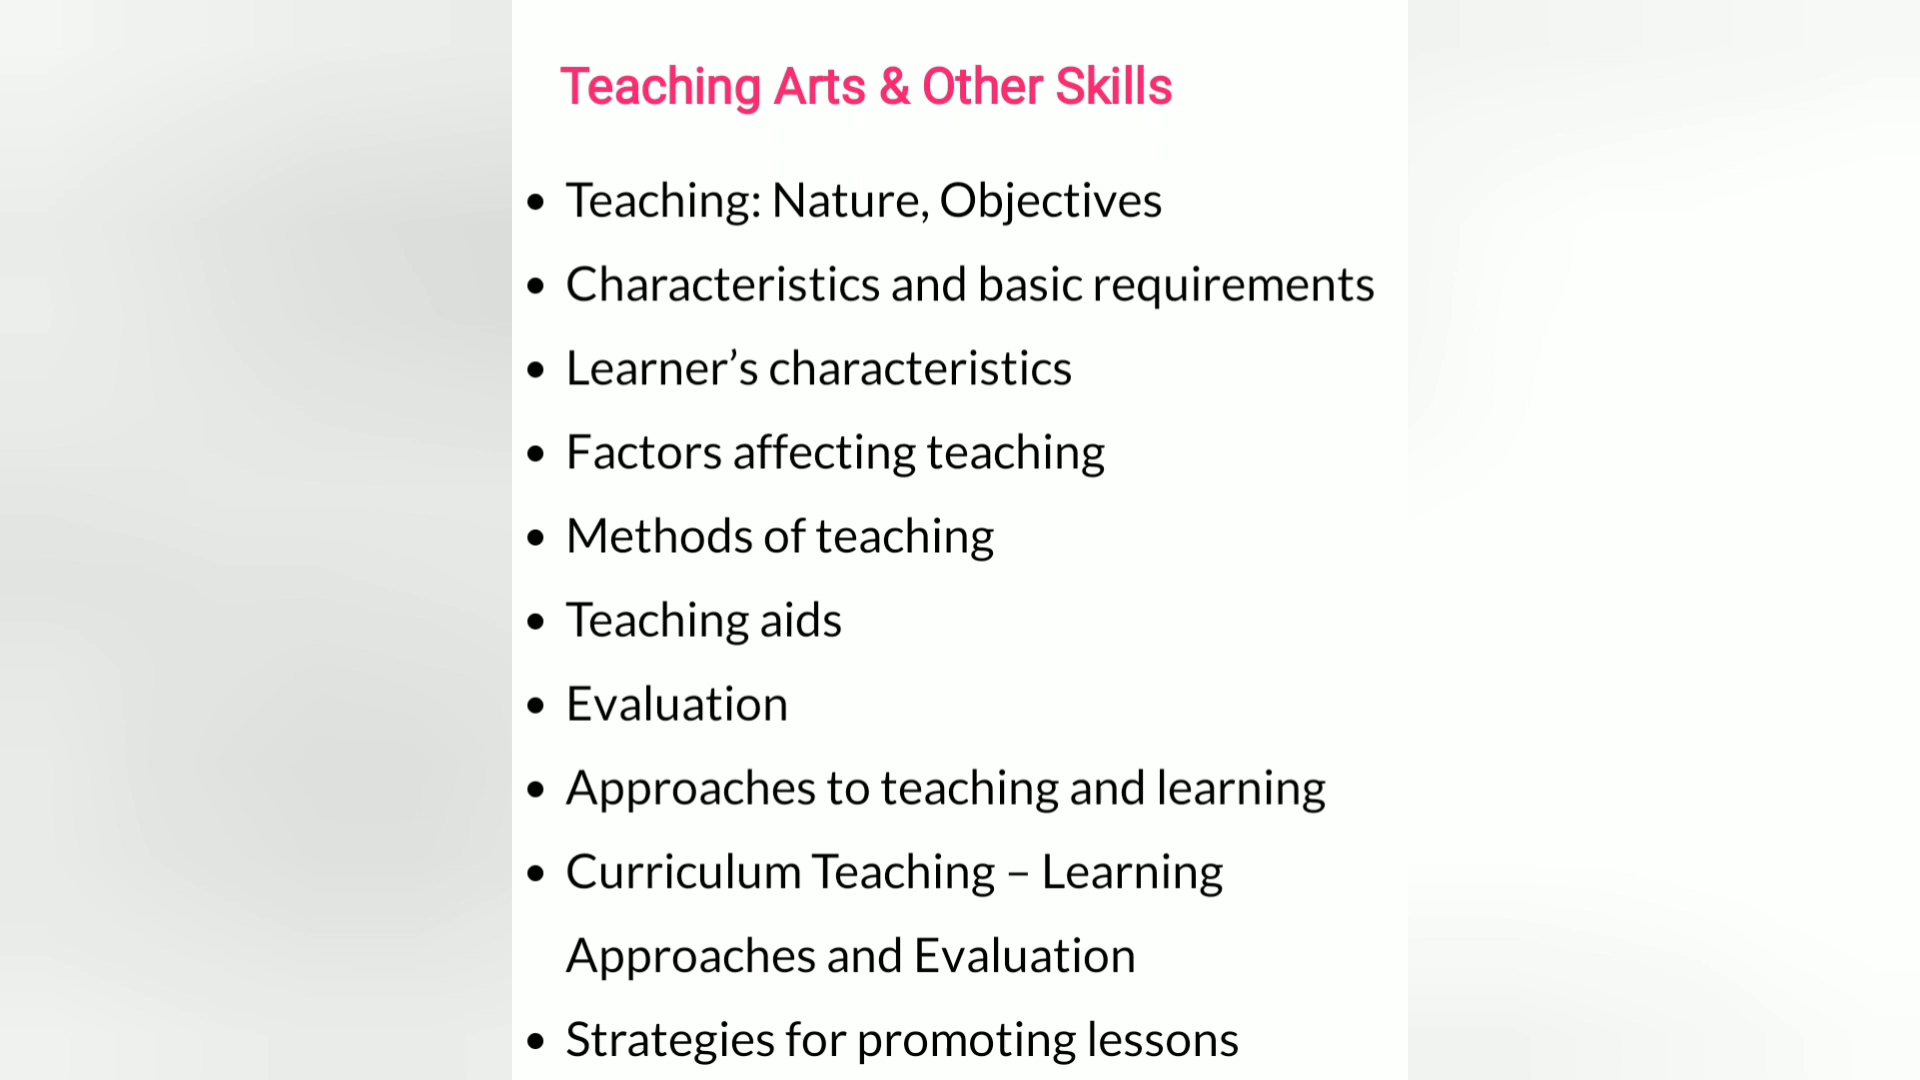 Teaching Arts & Other Skills
• Teaching: Nature, Objectives
• Characteristics and basic requirements
• Learner’s characteristics
• Factors affecting teaching
• Methods of teaching
• Teaching aids
• Evaluation
• Approaches to teaching and learning
• Curriculum Teaching – Learning
Approaches and Evaluation
• Strategies for promoting lessons